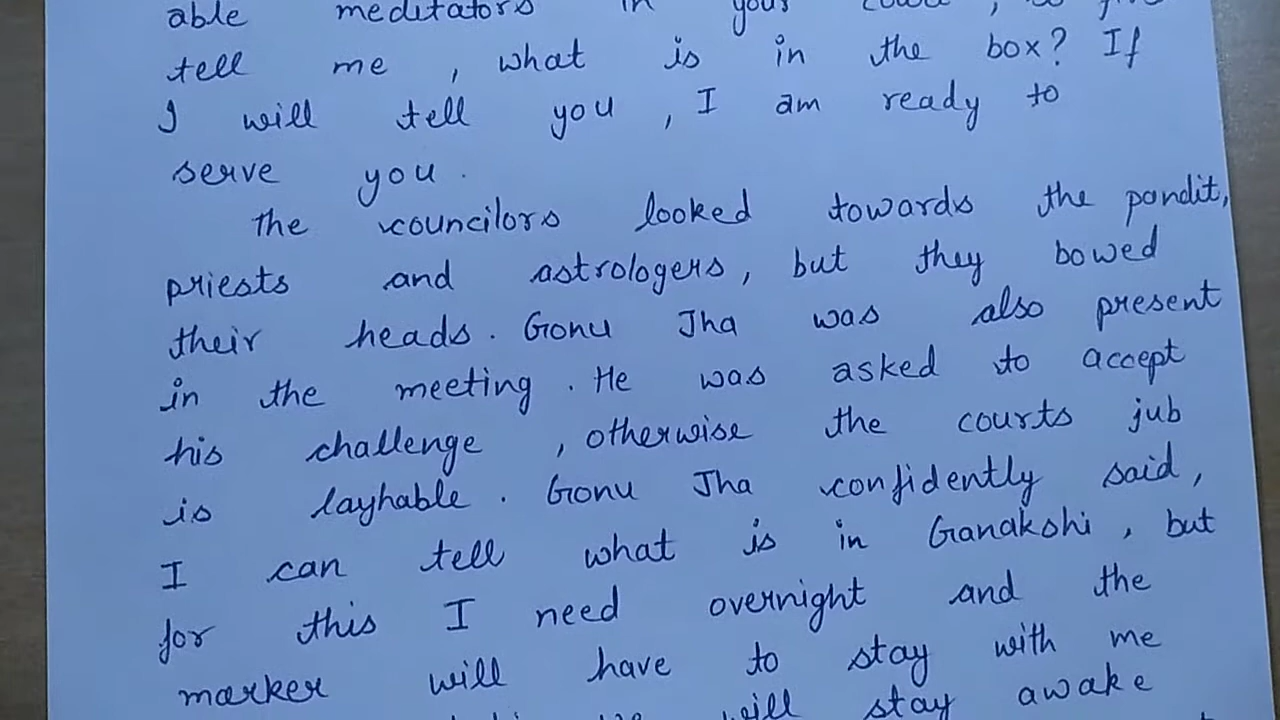 able meditators in your
tell me , what is in the box? If
I will tell you , I am ready to
serve you .
the councilors looked towards the pandit,
priests and astrologers, but they bowed
their heads. Gonu Jha was also present
in the meeting . He was asked to accept
his challenge , otherwise the courts jub
is layhable . Gonu Jha confidently said,
I can tell what is in Ganakshi , but
for this I need overnight and the
marker will have to stay with me
will stay awake